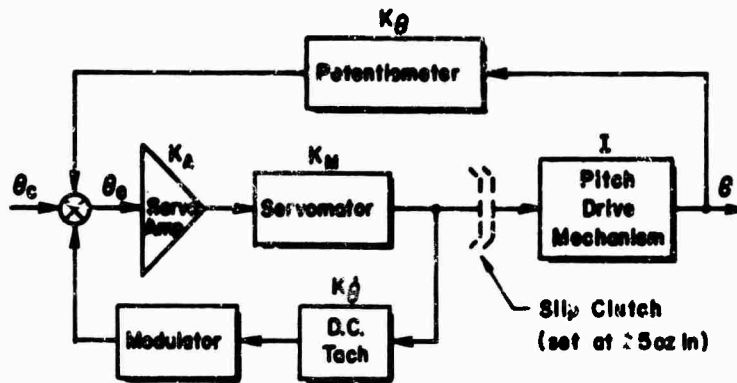 Kθ
Potentiometer
θc
θe
KA
Servo
Amp
KM
Servomotor
I
Pitch
Drive
Mechanism
θ
Kθ̇
D.C.
Tach
Modulator
Slip Clutch
(set at 25oz in)